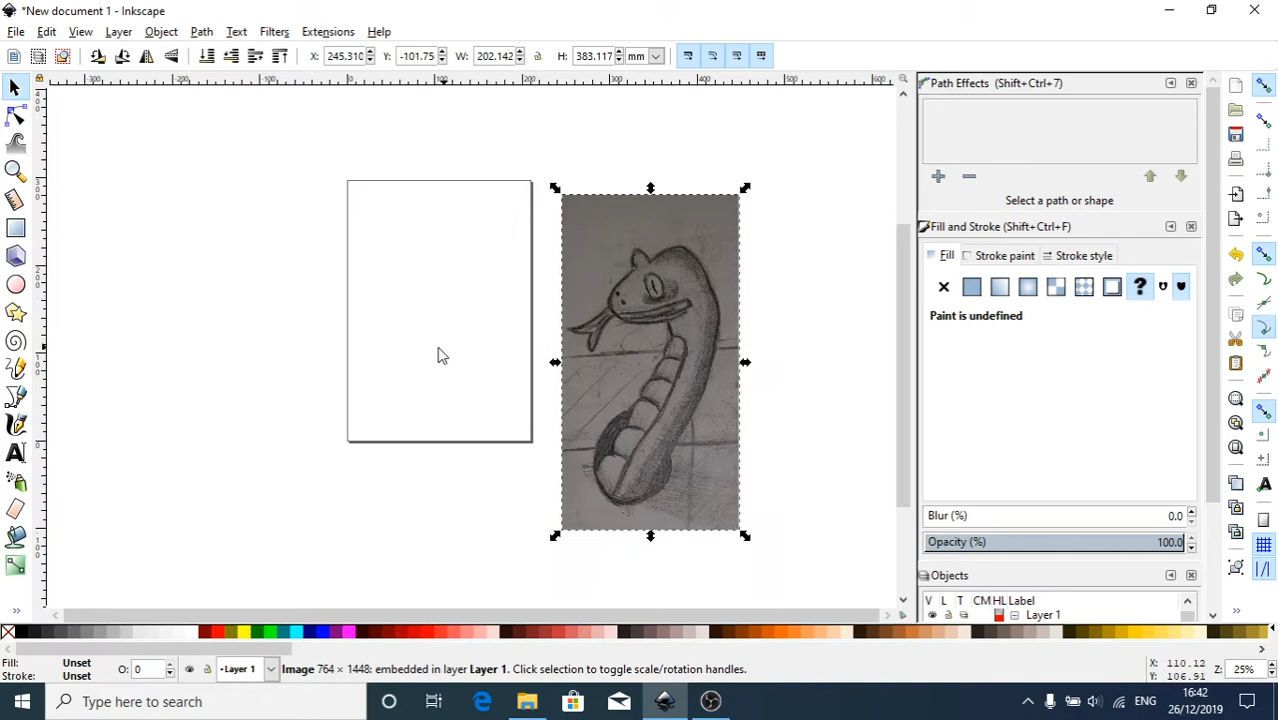 *New document 1 - Inkscape
File Edit View Layer Object Path Text Filters Extensions Help
X: 245.310 Y: -101.75 W: 202.142 H: 383.117 mm
Path Effects (Shift+Ctrl+7)
Select a path or shape
Fill and Stroke (Shift+Ctrl+F)
Fill Stroke paint Stroke style
Paint is undefined
Blur (%) 0.0
Opacity (%) 100.0
Objects
V L T CM HL Label
Layer 1
Fill: Unset
Stroke: Unset
O: 0 Layer 1 Image 764 × 1448: embedded in layer Layer 1. Click selection to toggle scale/rotation handles.
X: 110.12
Y: 106.91
Z: 25%
Type here to search
ENG
16:42
26/12/2019